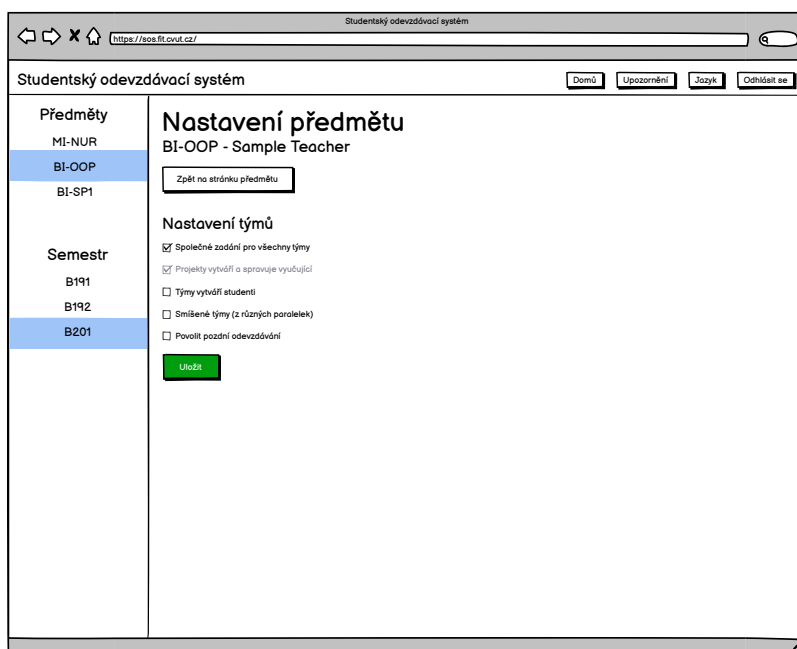 Studentský odevzdávací systém
https://sos.fit.cvut.cz/
Studentský odevzdávací systém
Domů
Upozornění
Jazyk
Odhlásit se
Předměty
MI-NUR
BI-OOP
BI-SP1
Semestr
B191
B192
B201
Nastavení předmětu
BI-OOP - Sample Teacher
Zpět na stránku předmětu
Nastavení týmů
Společné zadání pro všechny týmy
Projekty vytváří a spravuje vyučující
Týmy vytváří studenti
Smíšené týmy (z různých paralelek)
Povolit pozdní odevzdávání
Uložit